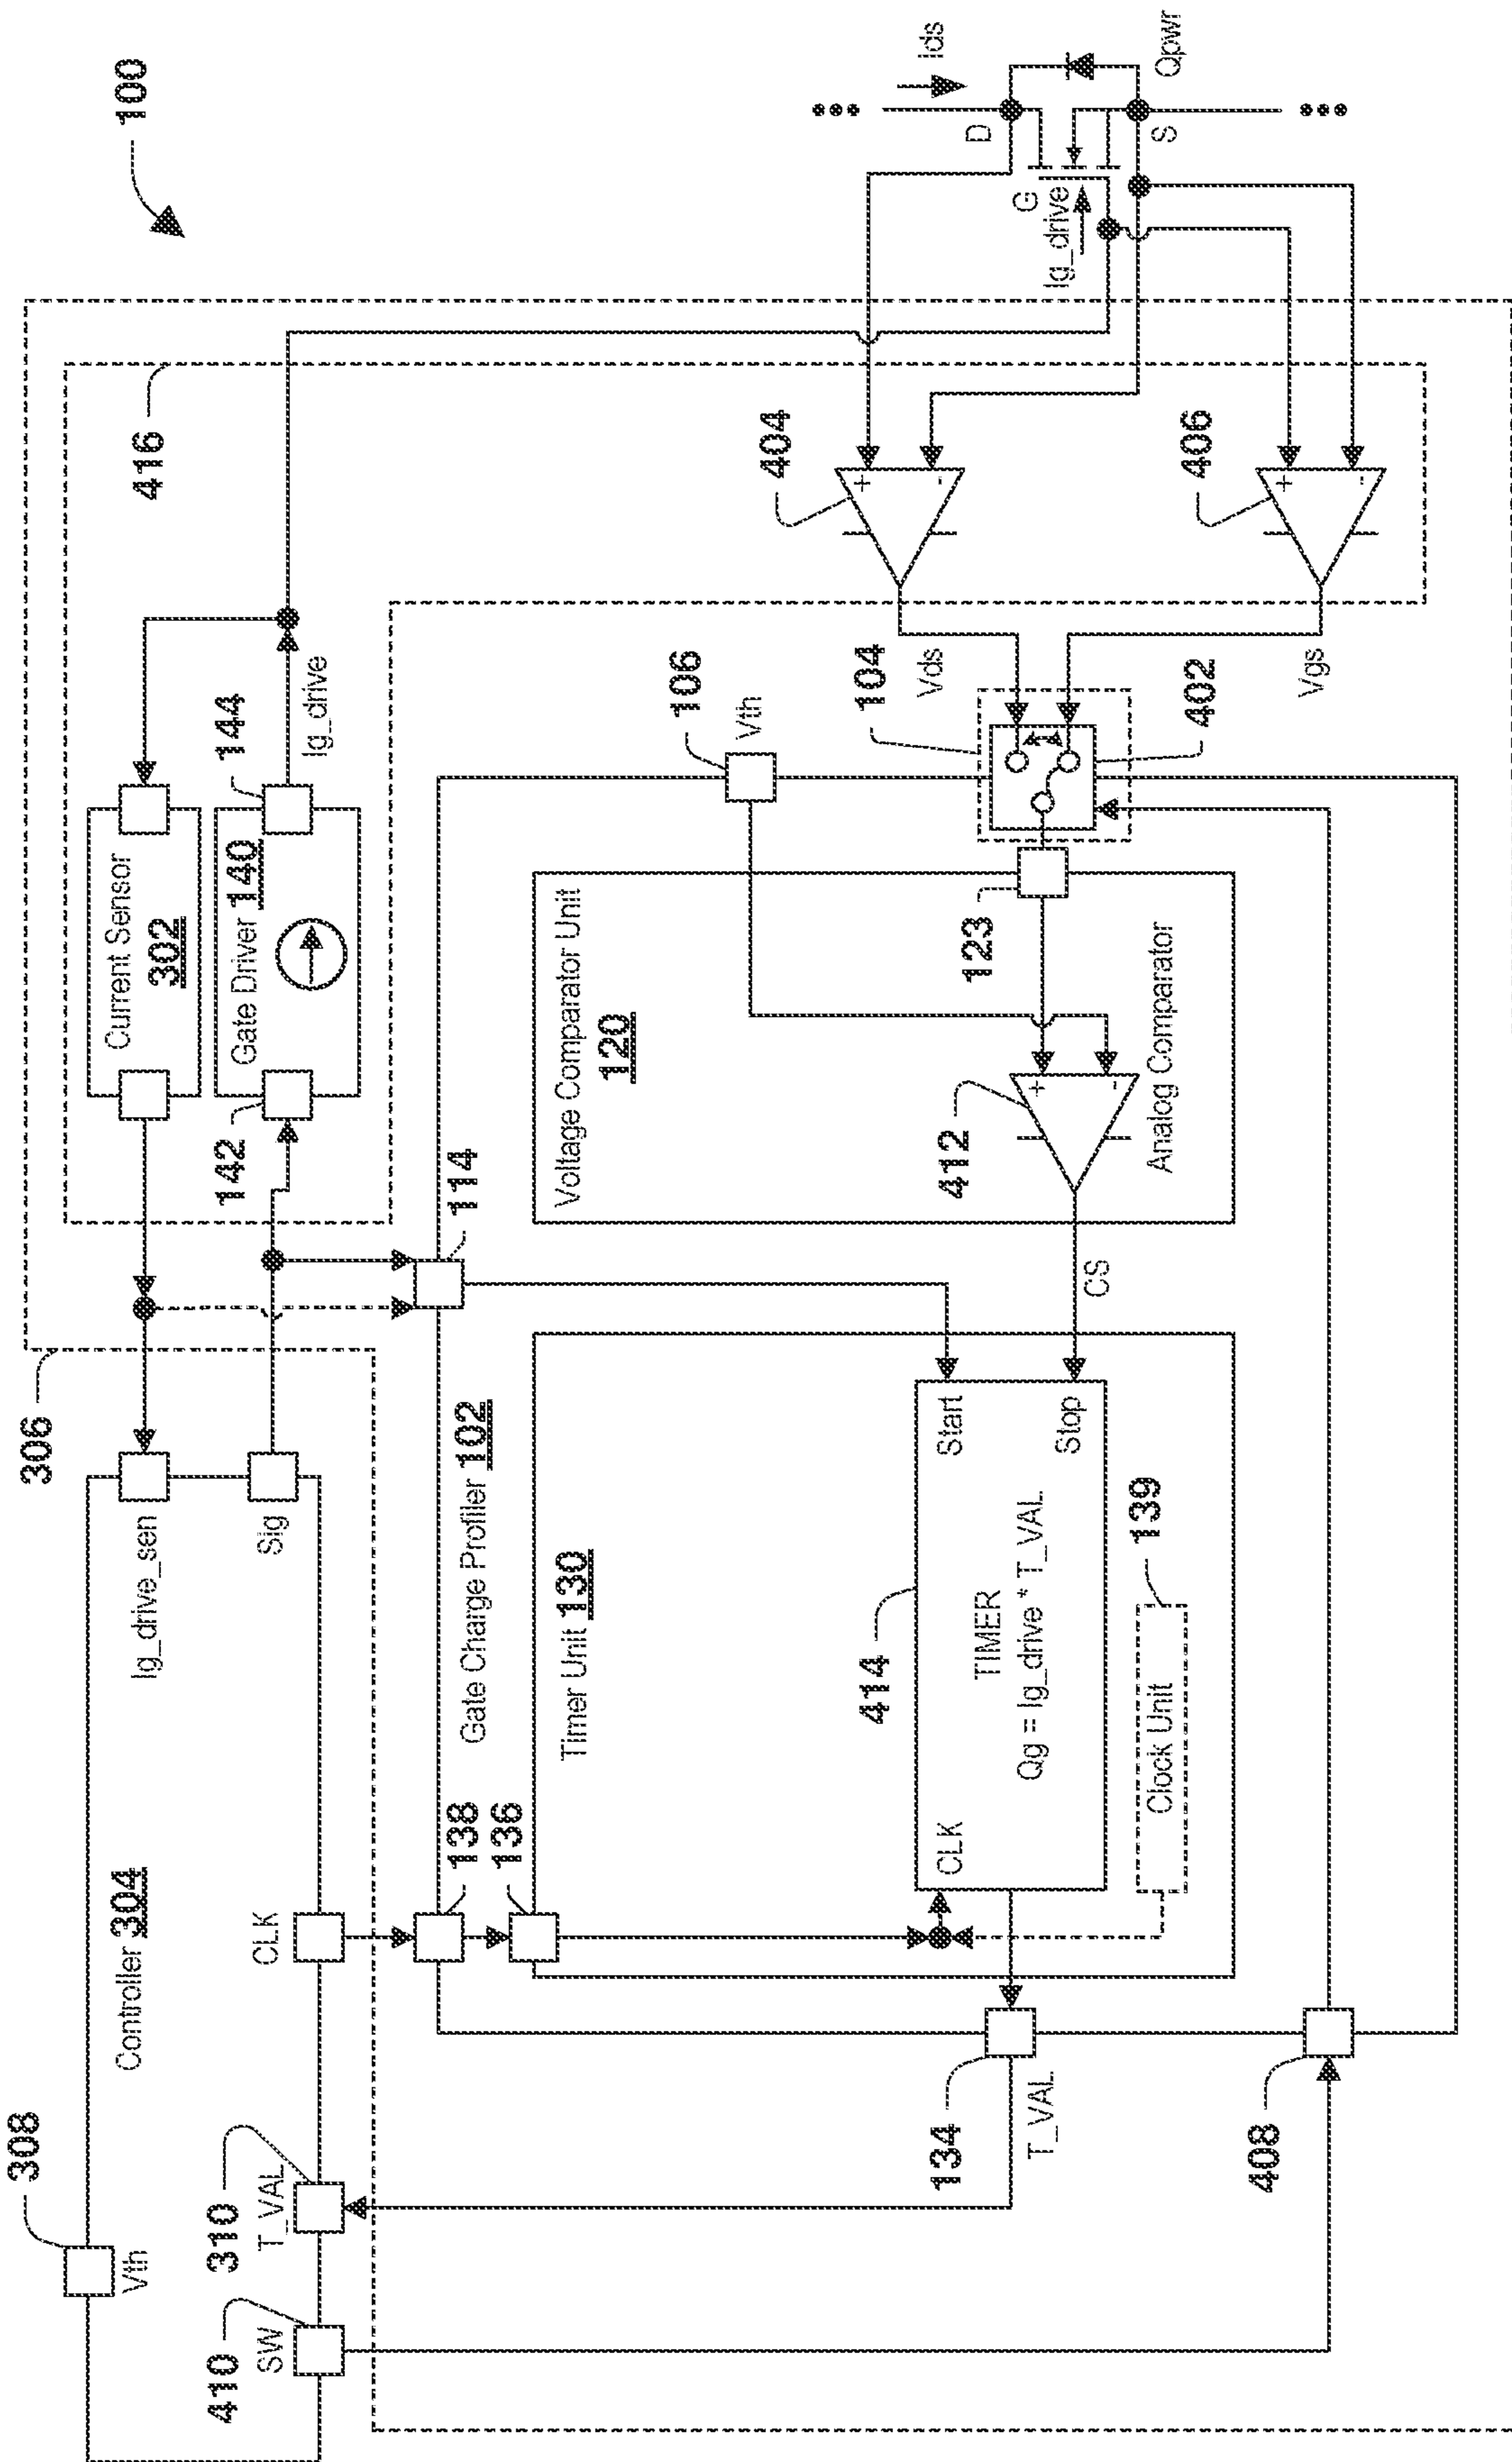 100
306
416
308
Vth
Controller 304
410
SW
310
T_VAL
CLK
Ig_drive_sen
Sig
Current Sensor
302
142
Gate Driver 140
144
Ig_drive
138
136
Gate Charge Profiler 102
114
106
Vth
Timer Unit 130
Voltage Comparator Unit
120
104
Vds
404
+
-
D
Ids
G
Ig_drive
S
Qpwr
414
CLK
TIMER
Qg = Ig_drive * T_VAL
Start
Stop
CS
412
+
-
Analog Comparator
123
402
Vgs
406
+
-
Clock Unit
139
134
T_VAL
408